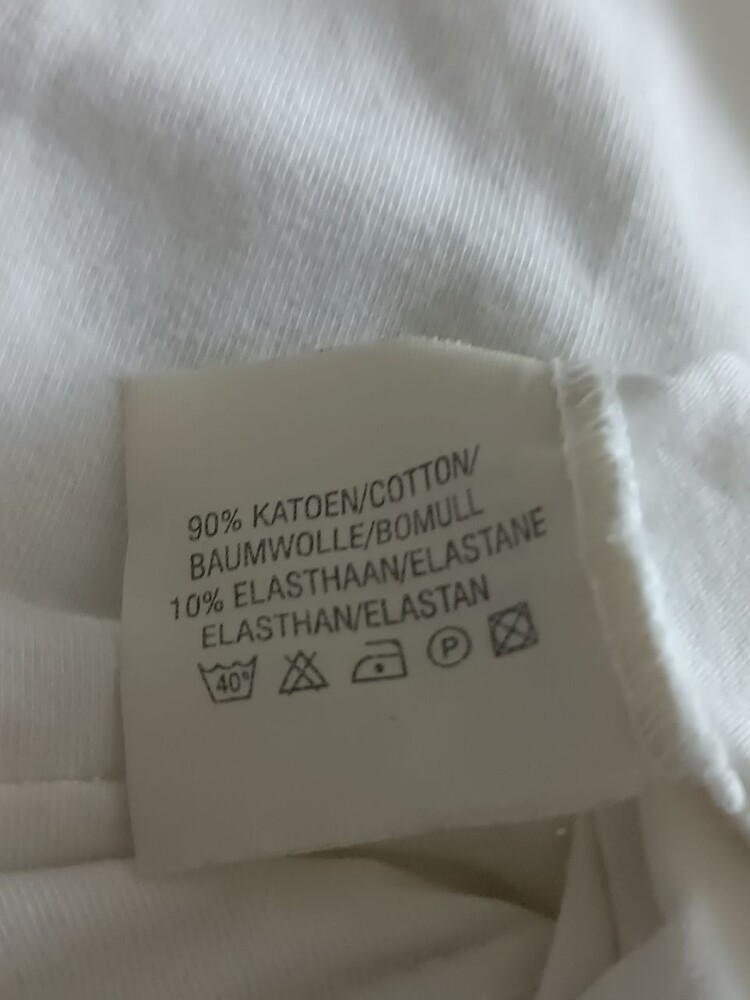 90% KATOEN/COTTON/
BAUMWOLLE/BOMULL
10% ELASTHAAN/ELASTANE
ELASTHAN/ELASTAN
40° P